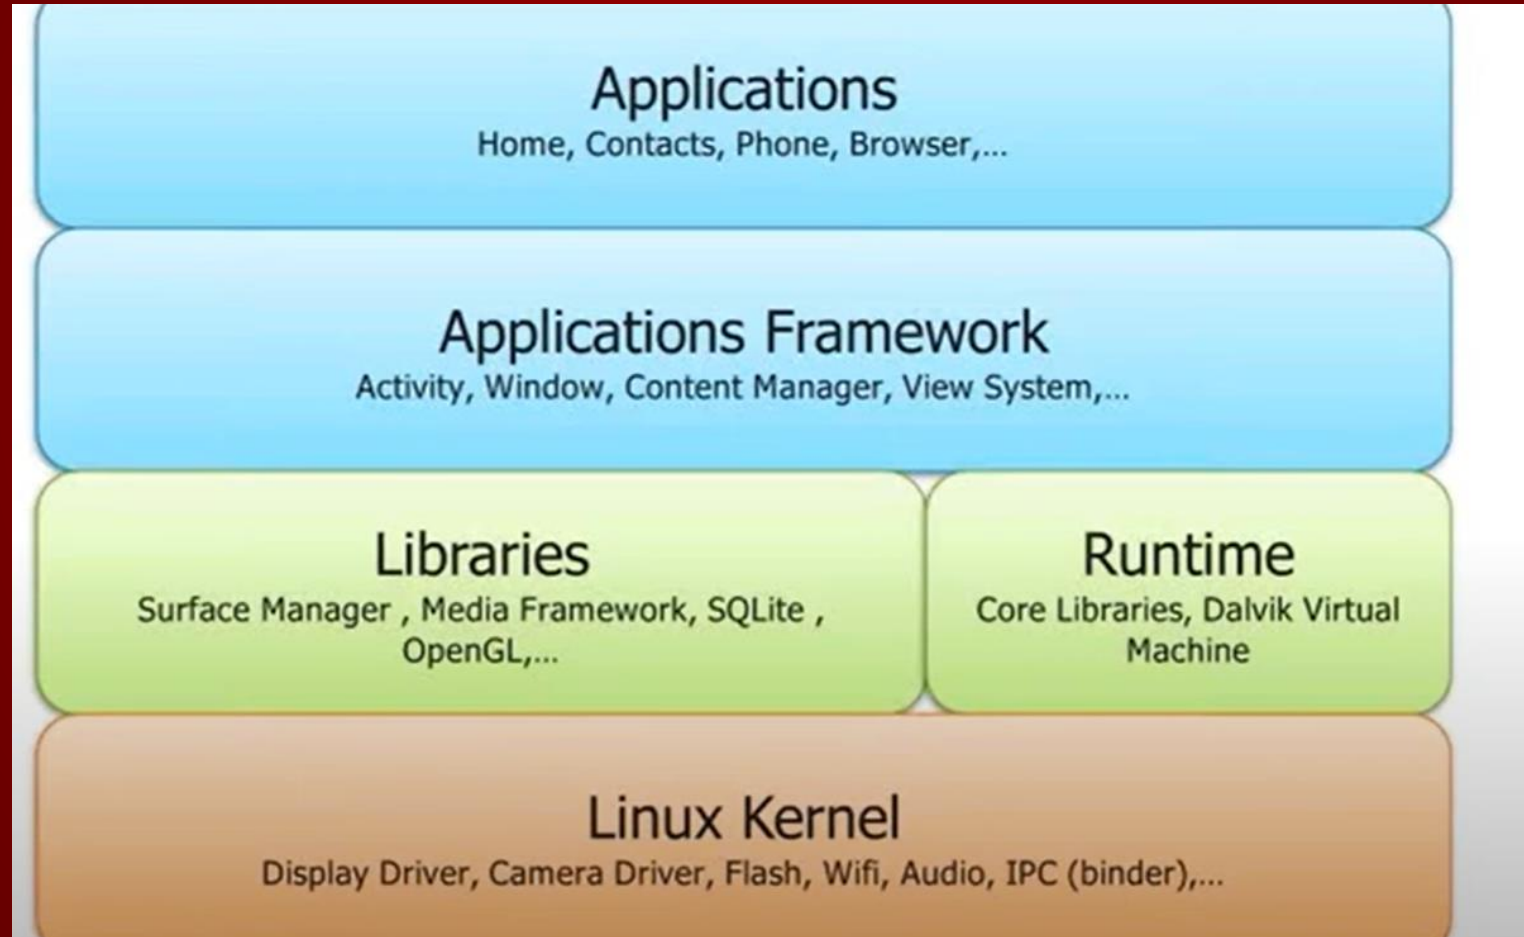 Applications
Home, Contacts, Phone, Browser,...
Applications Framework
Activity, Window, Content Manager, View System,...
Libraries
Surface Manager , Media Framework, SQLite ,
OpenGL,...
Runtime
Core Libraries, Dalvik Virtual
Machine
Linux Kernel
Display Driver, Camera Driver, Flash, Wifi, Audio, IPC (binder),...